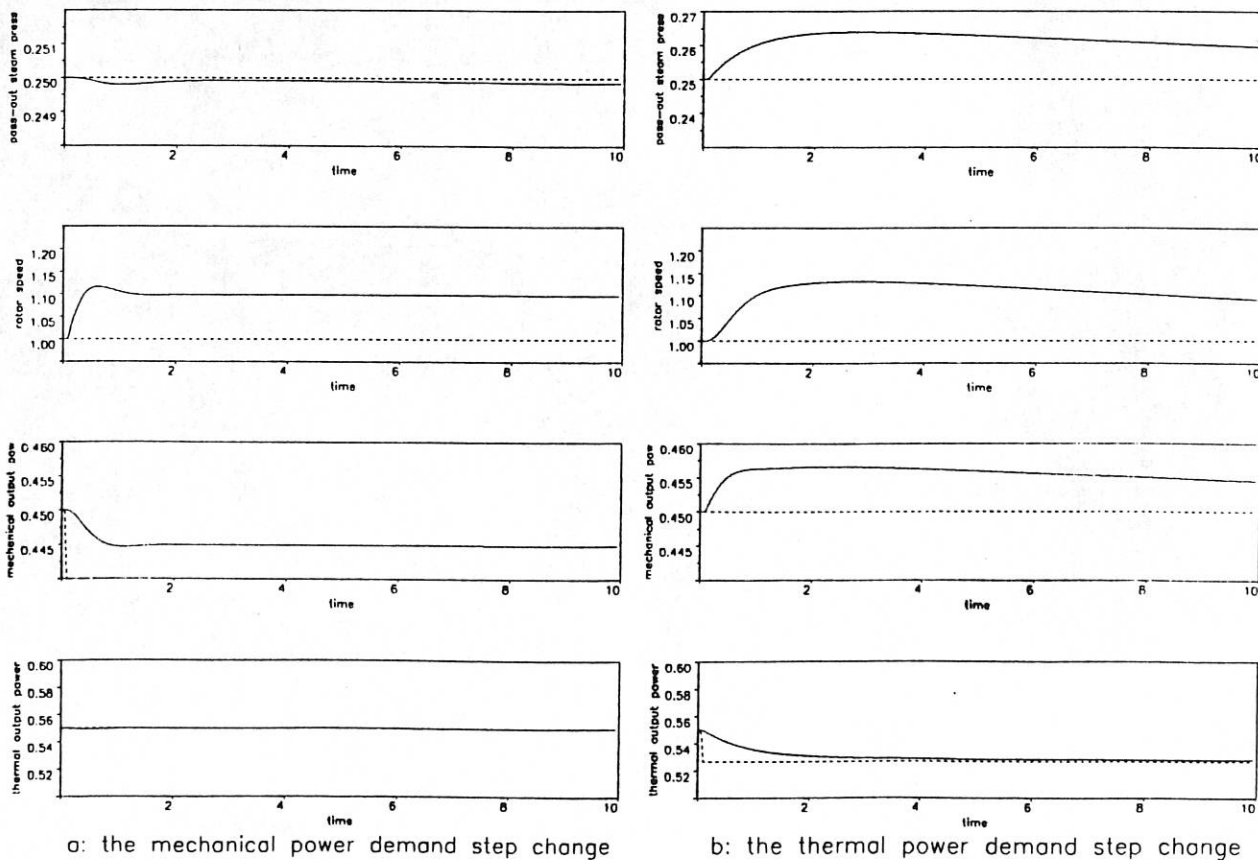 pass-out steam press
0.251
0.250
0.249
2 4 6 8 10
time
rotor speed
1.20
1.15
1.10
1.05
1.00
2 4 6 8 10
time
mechanical output pow
0.460
0.455
0.450
0.445
2 4 6 8 10
time
thermal output power
0.60
0.58
0.56
0.54
0.52
2 4 6 8 10
time
a: the mechanical power demand step change
pass-out steam press
0.27
0.26
0.25
0.24
2 4 6 8 10
time
rotor speed
1.20
1.15
1.10
1.05
1.00
2 4 6 8 10
time
mechanical output pow
0.460
0.455
0.450
0.445
2 4 6 8 10
time
thermal output power
0.60
0.58
0.56
0.54
0.52
2 4 6 8 10
time
b: the thermal power demand step change